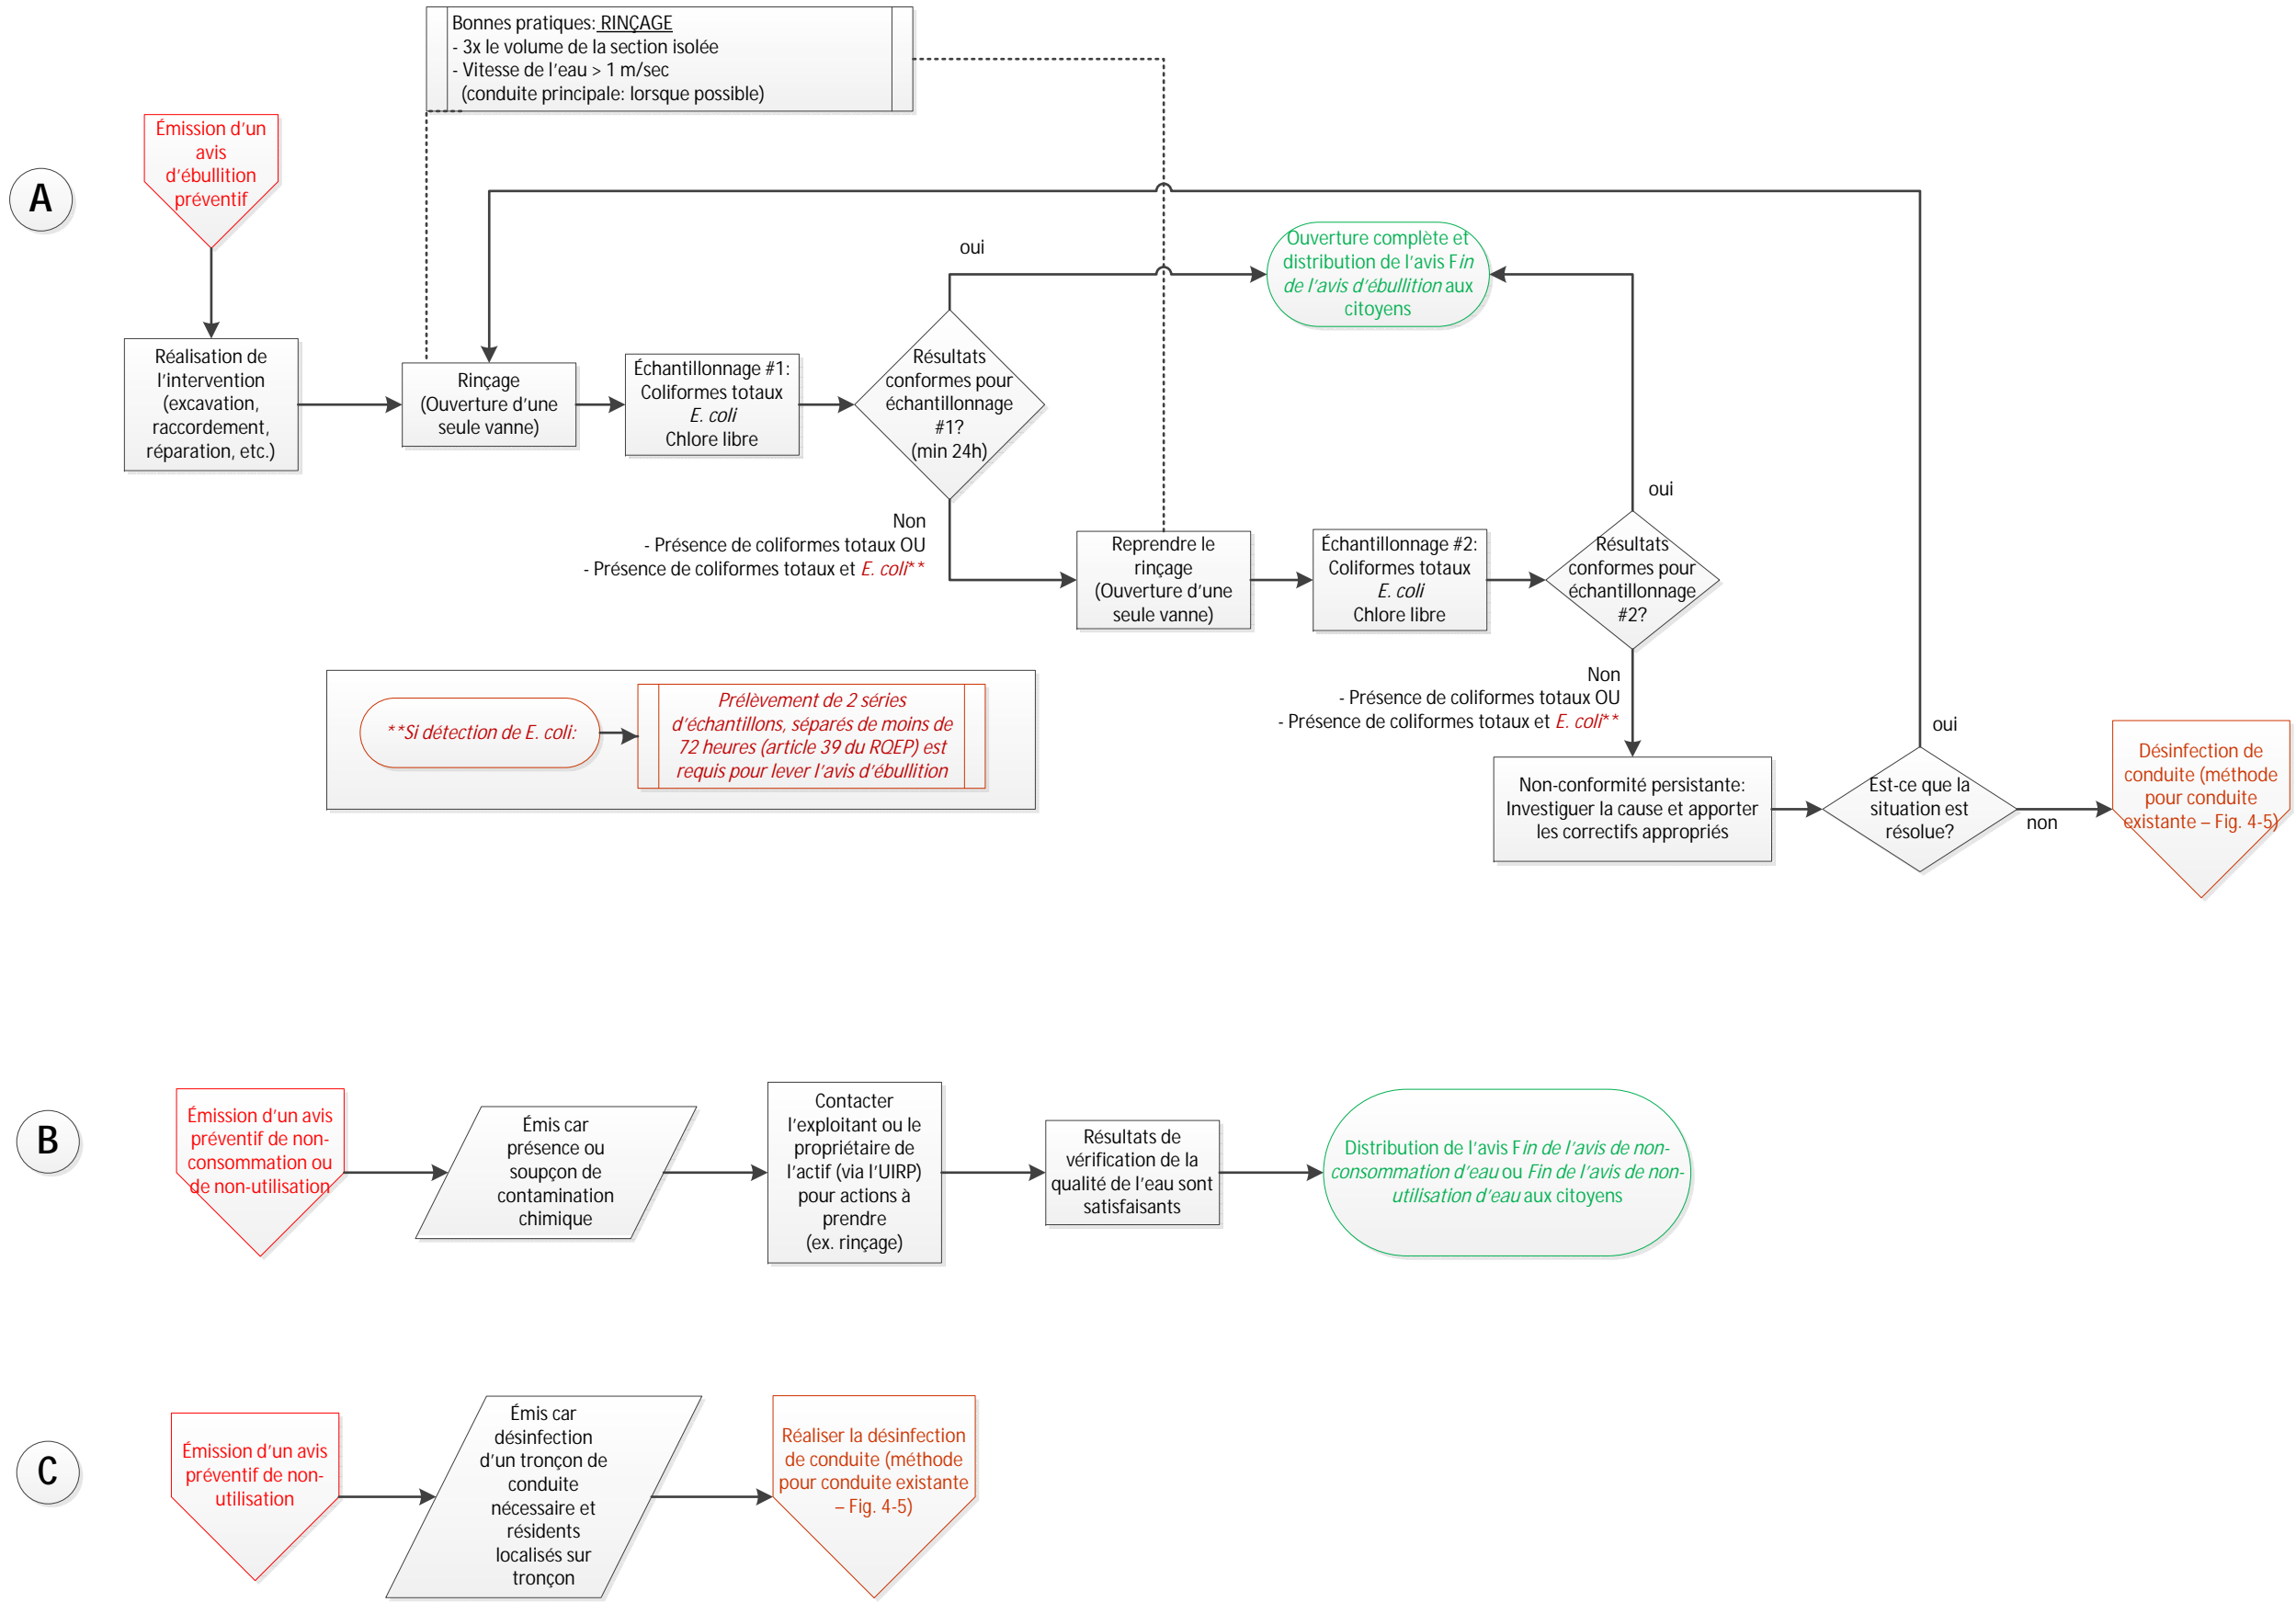 Bonnes pratiques: RINÇAGE
- 3x le volume de la section isolée
- Vitesse de l'eau > 1 m/sec
(conduite principale: lorsque possible)
A
Émission d'un
avis
d'ébullition
préventif
Réalisation de
l'intervention
(excavation,
raccordement,
réparation, etc.)
Rinçage
(Ouverture d'une
seule vanne)
Échantillonnage #1:
Coliformes totaux
E. coli
Chlore libre
Résultats
conformes pour
échantillonnage
#1?
(min 24h)
oui
Ouverture complète et
distribution de l'avis Fin
de l'avis d'ébullition aux
citoyens
Non
- Présence de coliformes totaux OU
- Présence de coliformes totaux et E. coli**
Reprendre le
rinçage
(Ouverture d'une
seule vanne)
Échantillonnage #2:
Coliformes totaux
E. coli
Chlore libre
Résultats
conformes pour
échantillonnage
#2?
oui
Non
- Présence de coliformes totaux OU
- Présence de coliformes totaux et E. coli**
**Si détection de E. coli:
Prélèvement de 2 séries
d'échantillons, séparés de moins de
72 heures (article 39 du RQEP) est
requis pour lever l'avis d'ébullition
Non-conformité persistante:
Investiguer la cause et apporter
les correctifs appropriés
Est-ce que la
situation est
résolue?
oui
non
Désinfection de
conduite (méthode
pour conduite
existante – Fig. 4-5)
B
Émission d'un avis
préventif de non-
consommation ou
de non-utilisation
Émis car
présence ou
soupçon de
contamination
chimique
Contacter
l'exploitant ou le
propriétaire de
l'actif (via l'UIRP)
pour actions à
prendre
(ex. rinçage)
Résultats de
vérification de la
qualité de l'eau sont
satisfaisants
Distribution de l'avis Fin de l'avis de non-
consommation d'eau ou Fin de l'avis de non-
utilisation d'eau aux citoyens
C
Émission d'un avis
préventif de non-
utilisation
Émis car
désinfection
d'un tronçon de
conduite
nécessaire et
résidents
localisés sur
tronçon
Réaliser la désinfection
de conduite (méthode
pour conduite existante
– Fig. 4-5)